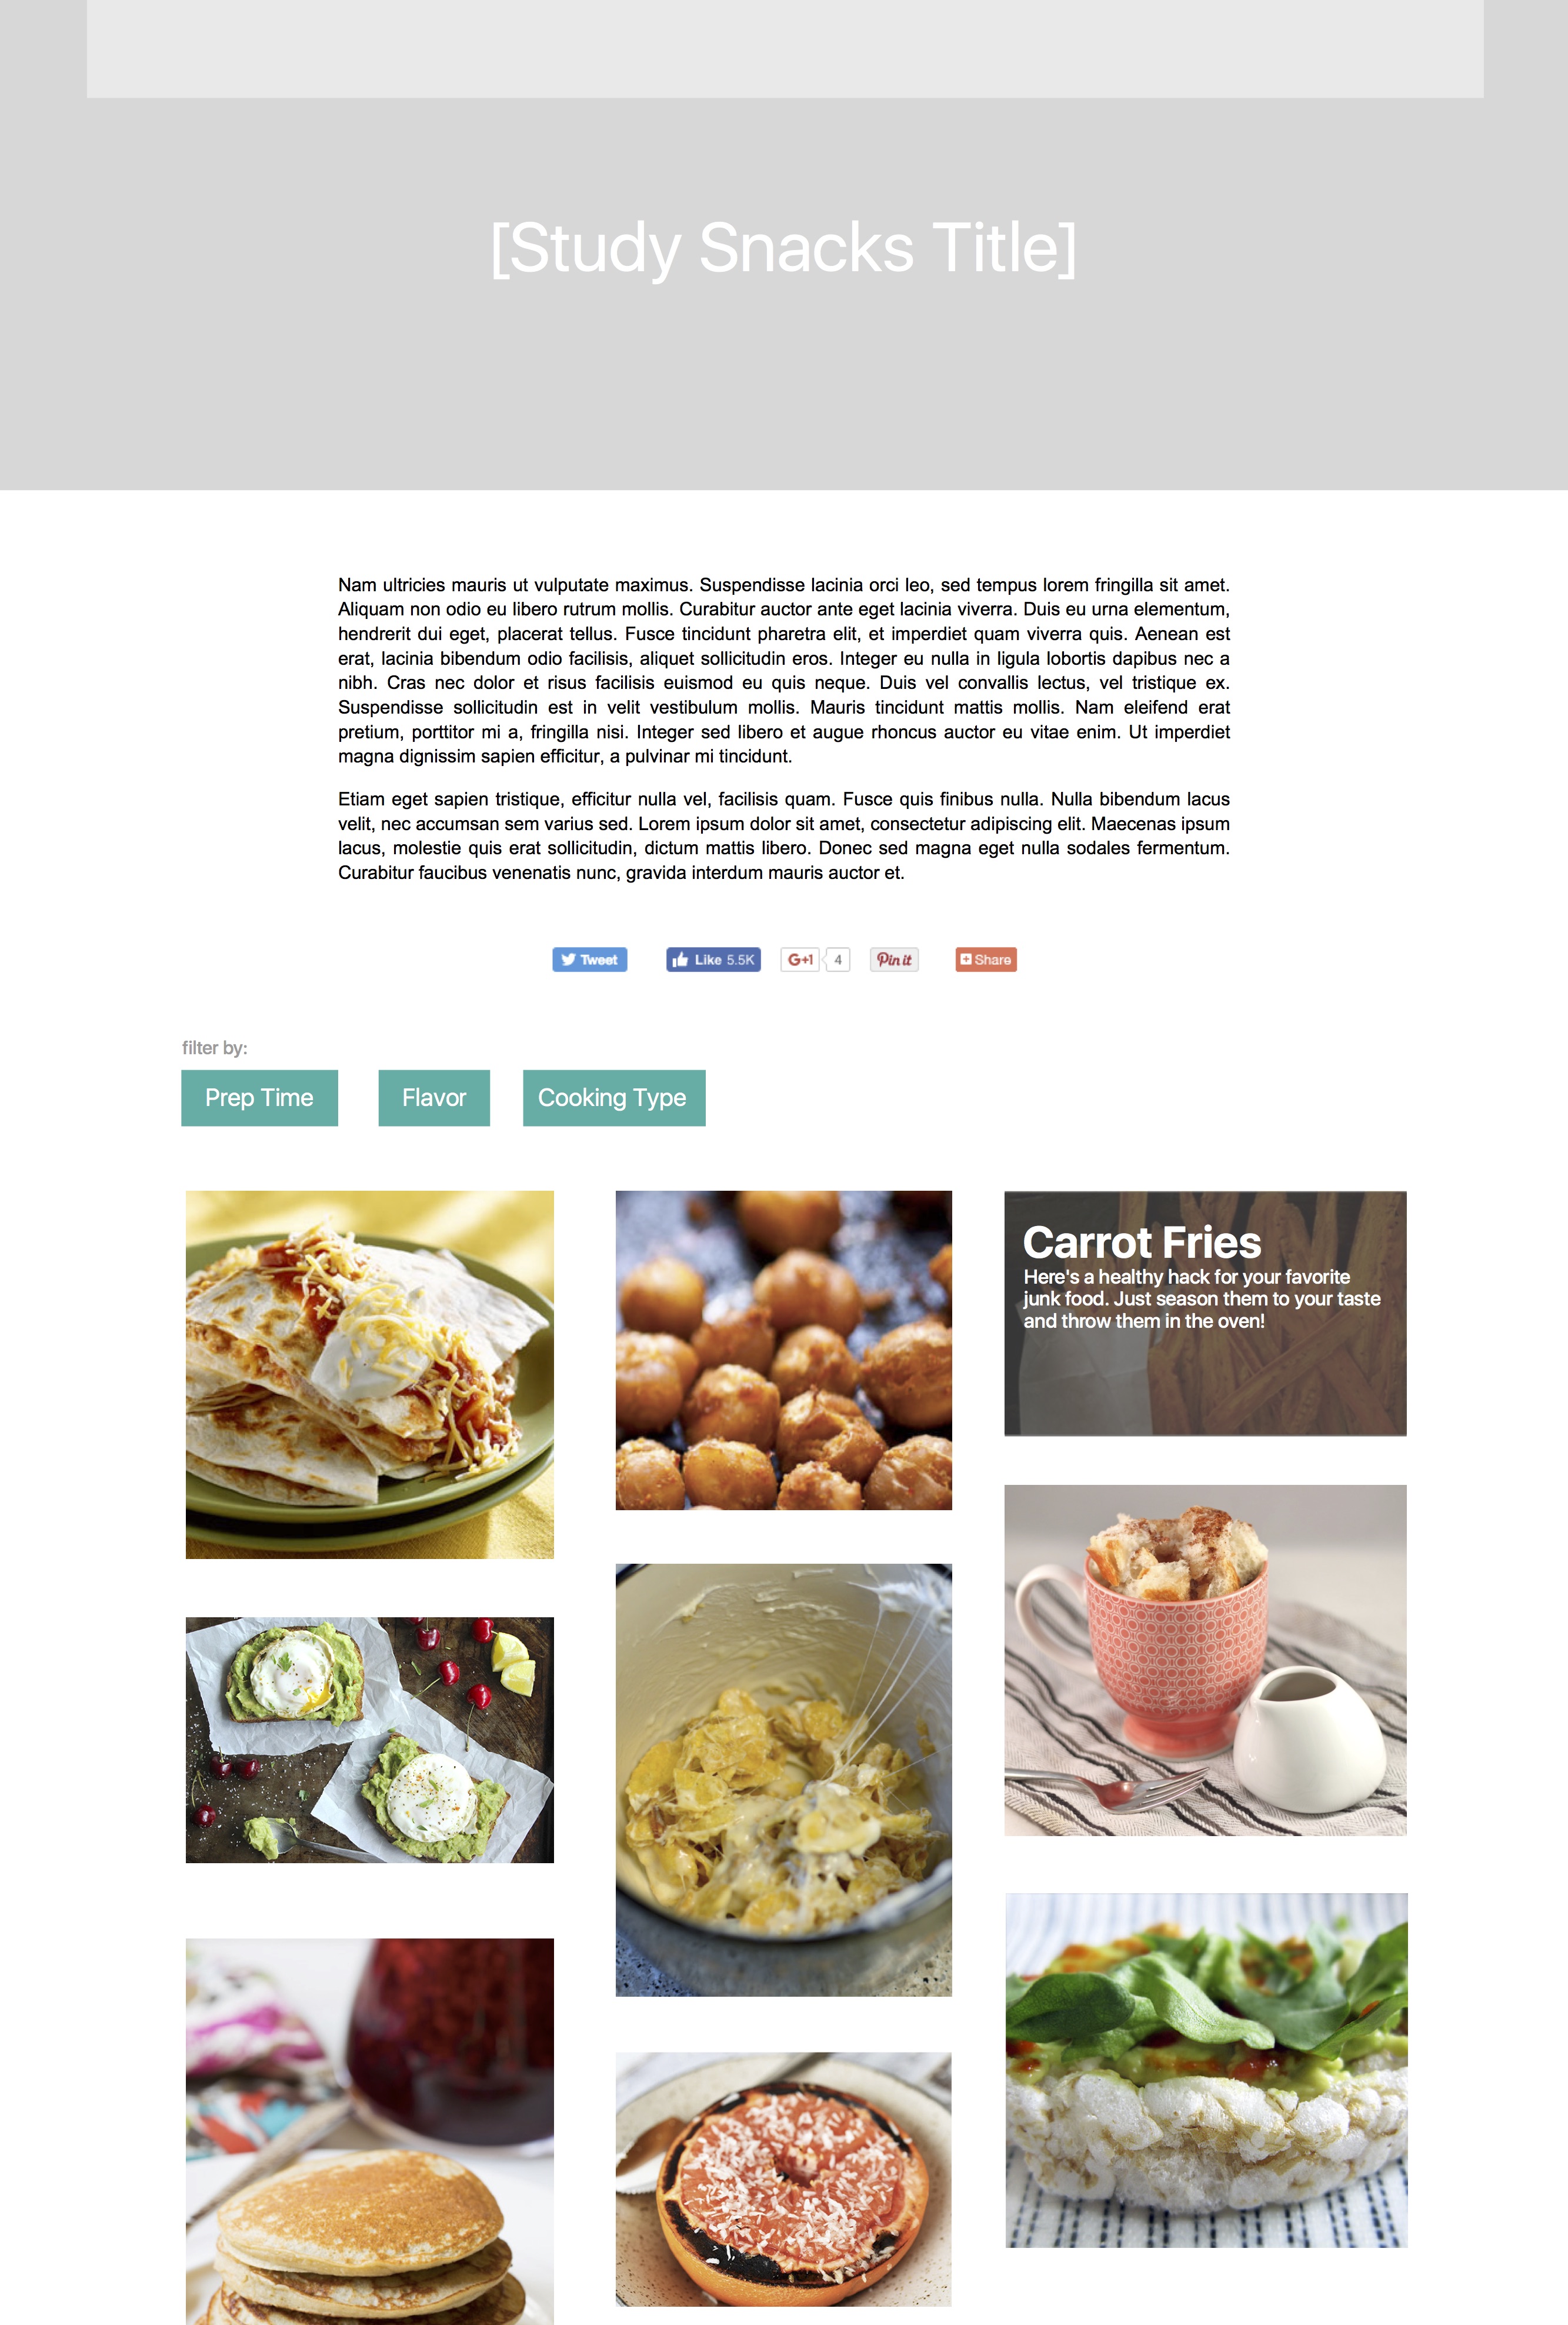 [Study Snacks Title]
Nam ultricies mauris ut vulputate maximus. Suspendisse lacinia orci leo, sed tempus lorem fringilla sit amet.
Aliquam non odio eu libero rutrum mollis. Curabitur auctor ante eget lacinia viverra. Duis eu urna elementum,
hendrerit dui eget, placerat tellus. Fusce tincidunt pharetra elit, et imperdiet quam viverra quis. Aenean est
erat, lacinia bibendum odio facilisis, aliquet sollicitudin eros. Integer eu nulla in ligula lobortis dapibus nec a
nibh. Cras nec dolor et risus facilisis euismod eu quis neque. Duis vel convallis lectus, vel tristique ex.
Suspendisse sollicitudin est in velit vestibulum mollis. Mauris tincidunt mattis mollis. Nam eleifend erat
pretium, porttitor mi a, fringilla nisi. Integer sed libero et augue rhoncus auctor eu vitae enim. Ut imperdiet
magna dignissim sapien efficitur, a pulvinar mi tincidunt.
Etiam eget sapien tristique, efficitur nulla vel, facilisis quam. Fusce quis finibus nulla. Nulla bibendum lacus
velit, nec accumsan sem varius sed. Lorem ipsum dolor sit amet, consectetur adipiscing elit. Maecenas ipsum
lacus, molestie quis erat sollicitudin, dictum mattis libero. Donec sed magna eget nulla sodales fermentum.
Curabitur faucibus venenatis nunc, gravida interdum mauris auctor et.
Tweet Like 5.5K G+1 4 Pin it Share
filter by:
Prep Time Flavor Cooking Type
Carrot Fries
Here's a healthy hack for your favorite
junk food. Just season them to your taste
and throw them in the oven!